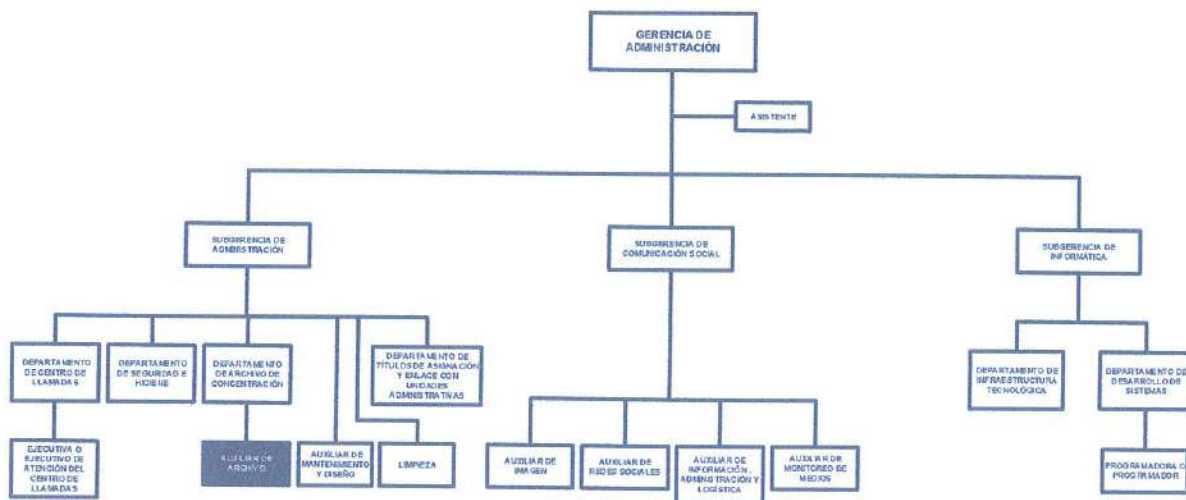 GERENCIA DE
ADMINISTRACIÓN
ASISTENTE
SUBGERENCIA DE
ADMINISTRACIÓN
SUBGERENCIA DE
COMUNICACIÓN SOCIAL
SUBGERENCIA DE
INFORMÁTICA
DEPARTAMENTO
DE CENTRO DE
LLAMADAS
DEPARTAMENTO
DE SEGURIDAD E
HIGIENE
DEPARTAMENTO
DE ARCHIVO DE
CONCENTRACIÓN
DEPARTAMENTO DE
TÍTULOS DE ASIGNACIÓN
Y ENLACE CON
UNIDADES
ADMINISTRATIVAS
DEPARTAMENTO DE
INFRAESTRUCTURA
TECNOLÓGICA
DEPARTAMENTO DE
DESARROLLO DE
SISTEMAS
EJECUTIVA O
EJECUTIVO DE
ATENCIÓN DEL
CENTRO DE
LLAMADAS
AUXILIAR DE
ARCHIVO
AUXILIAR DE
MANTENIMIENTO
Y DISEÑO
LIMPIEZA
AUXILIAR DE
IMAGEN
AUXILIAR DE
REDES SOCIALES
AUXILIAR DE
INFORMACIÓN,
ADMINISTRACIÓN Y
LOGÍSTICA
AUXILIAR DE
MONITOREO DE
MEDIOS
PROGRAMADORA O
PROGRAMADOR